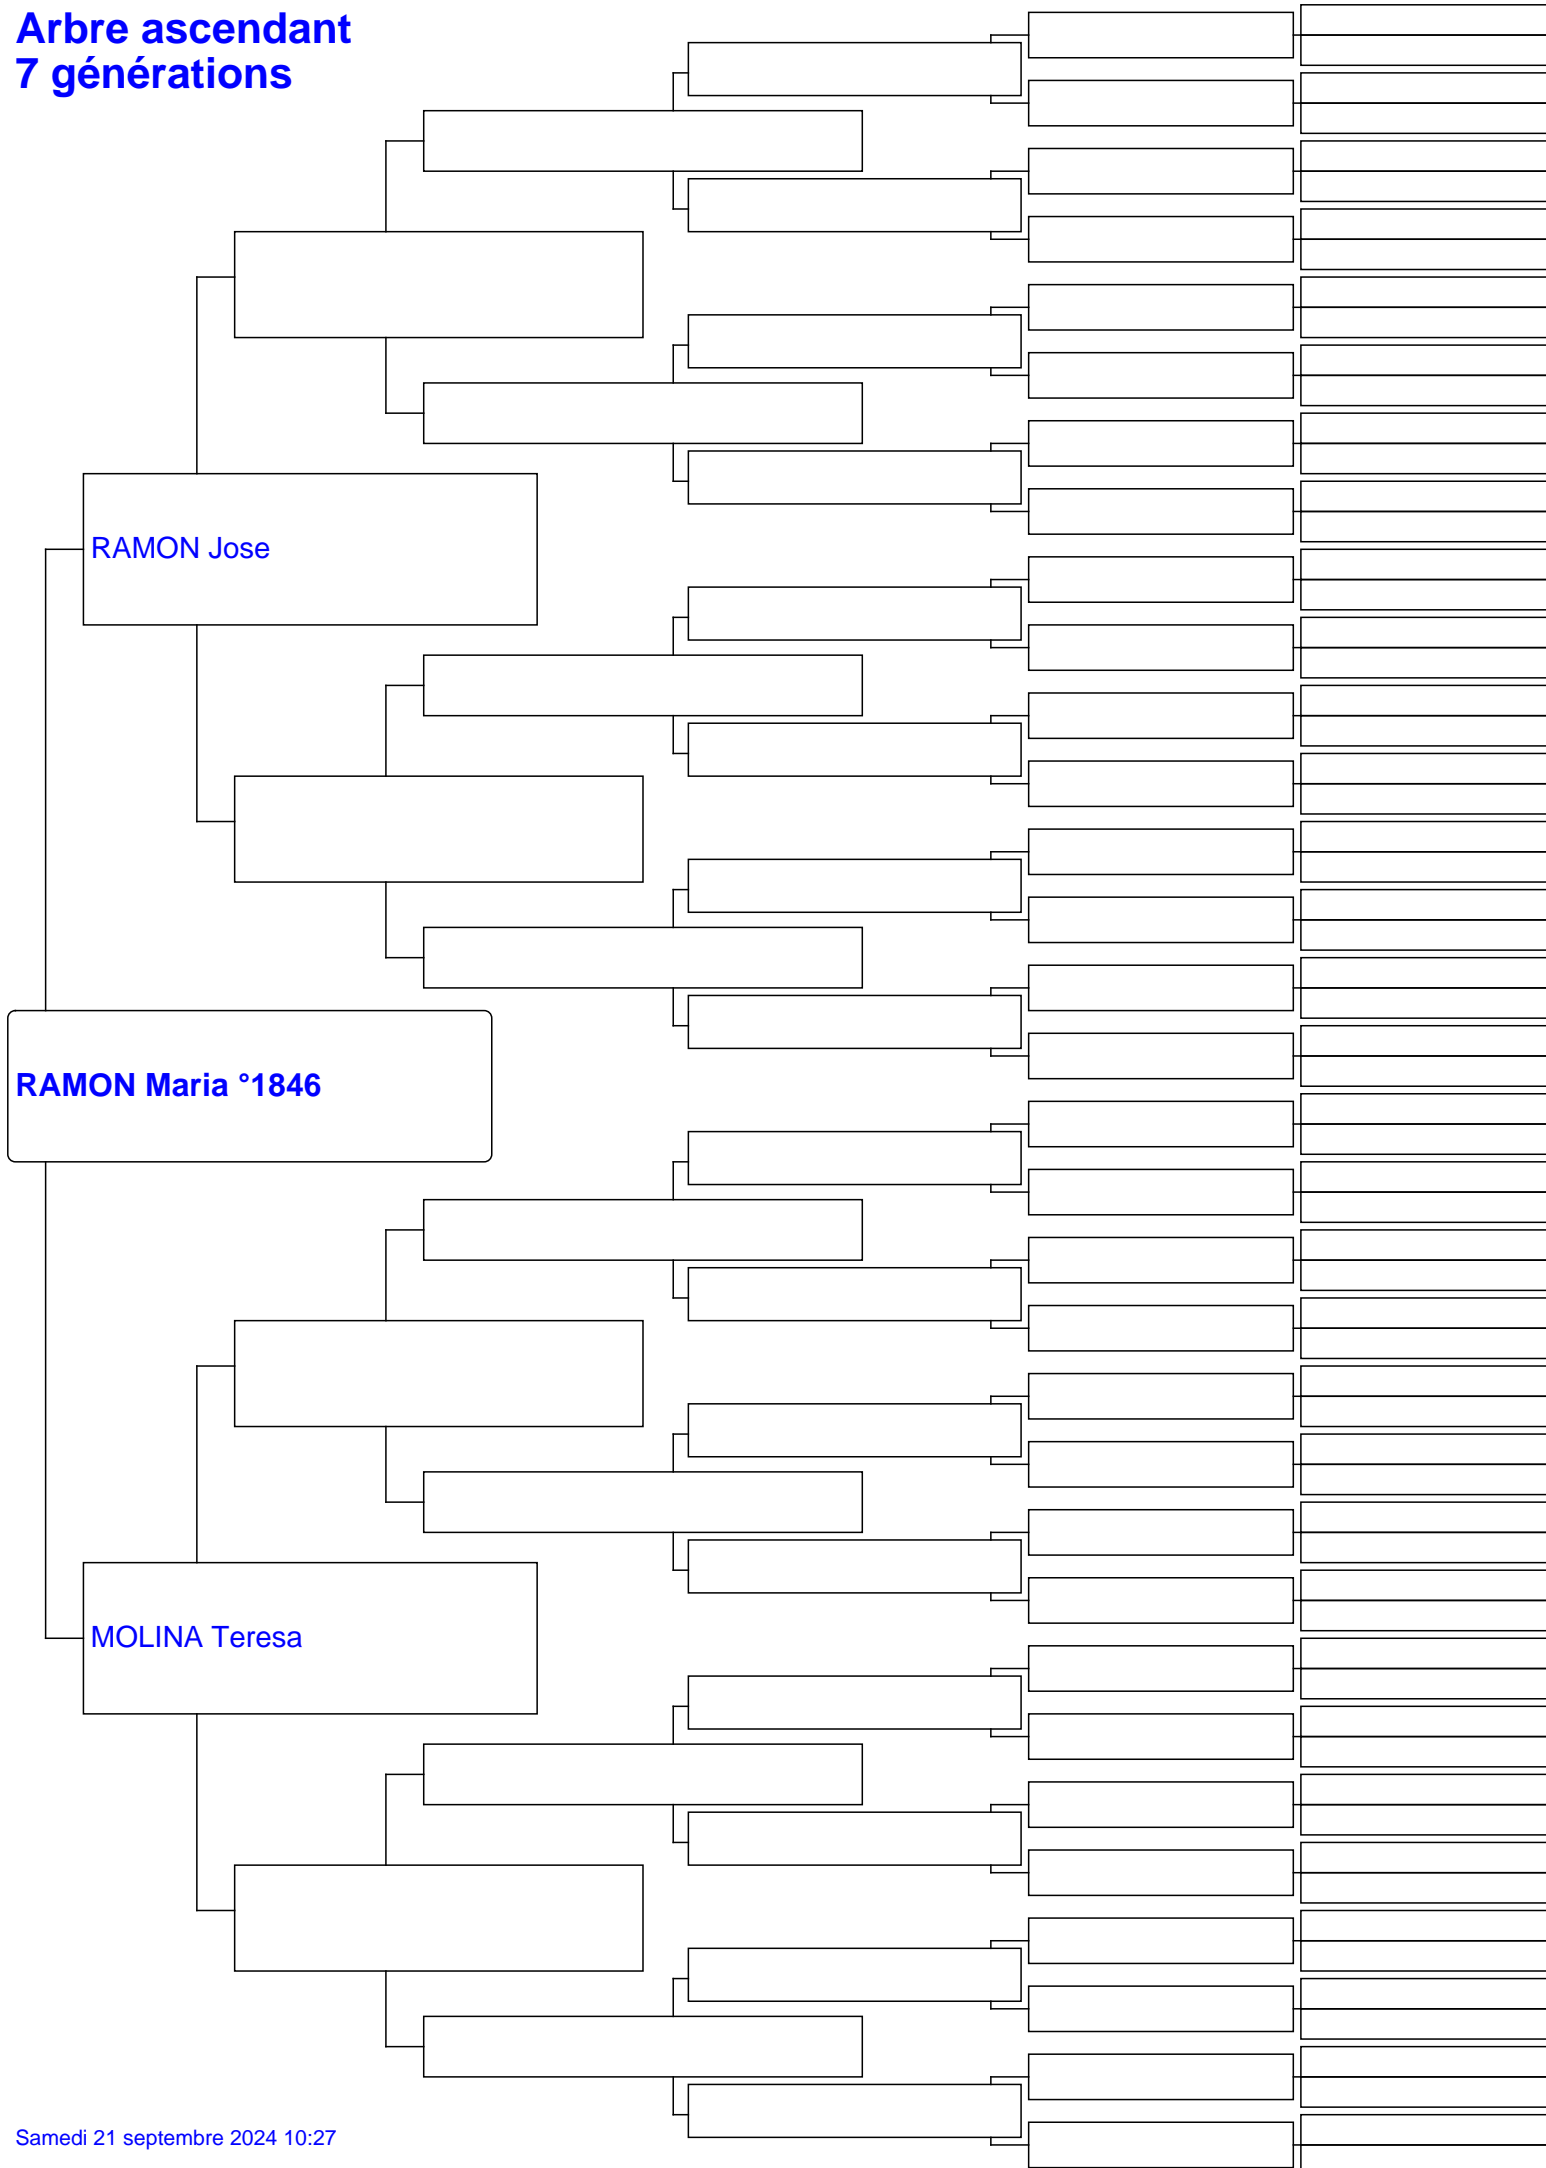 Arbre ascendant
7 générations
RAMON Jose
RAMON Maria °1846
MOLINA Teresa
Samedi 21 septembre 2024 10:27